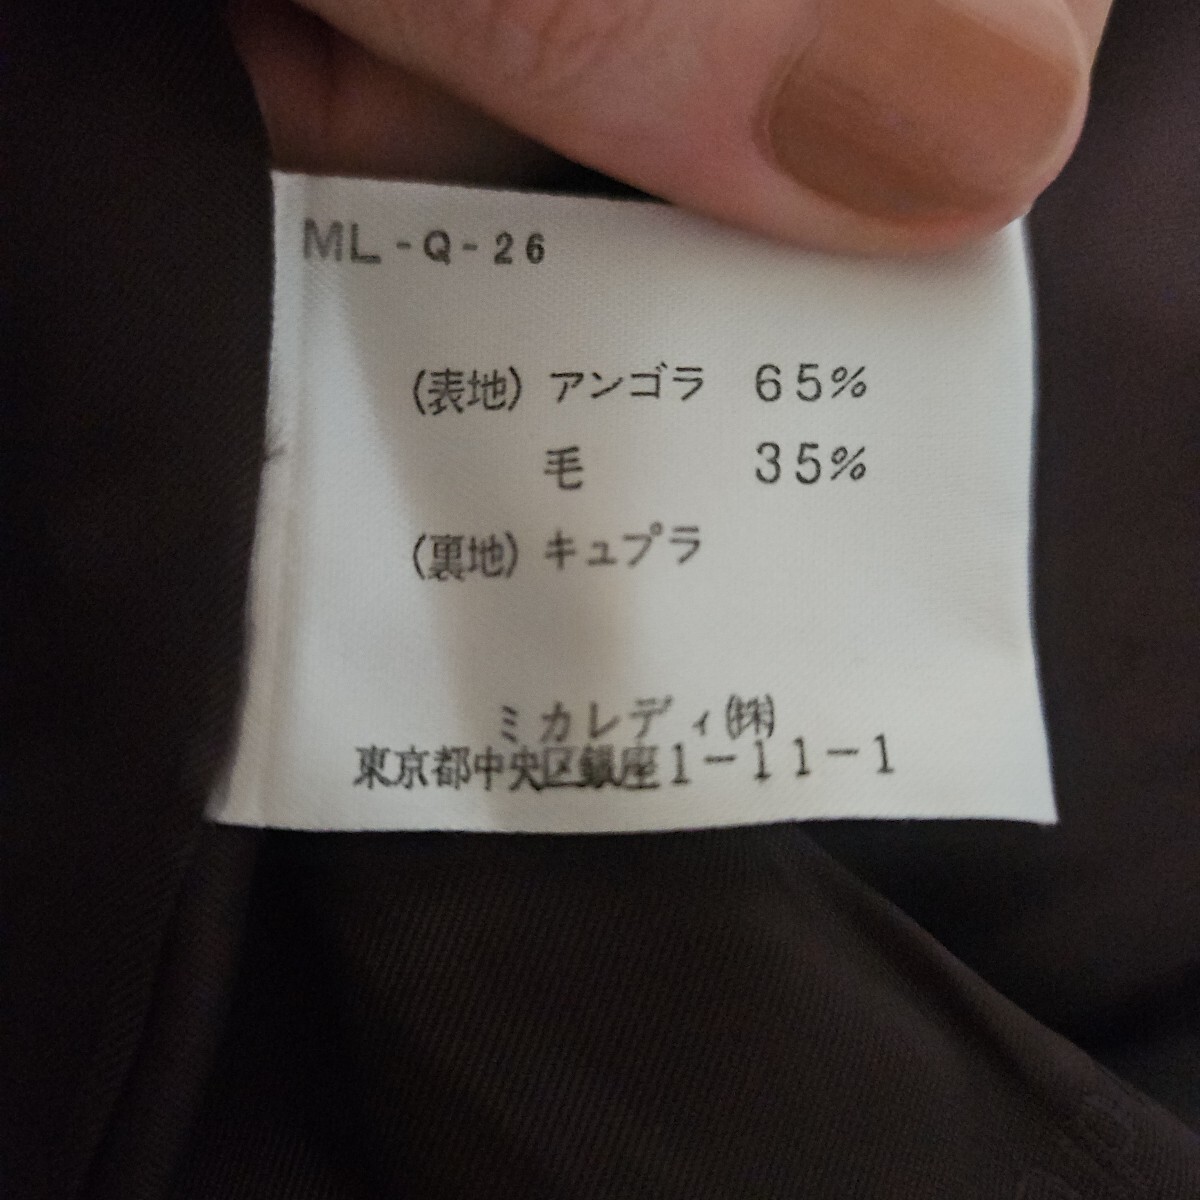 ML-Q-26
(表地) アンゴラ 65%
毛 35%
(裏地) キュプラ
ミカレディ(株)
東京都中央区銀座1-11-1